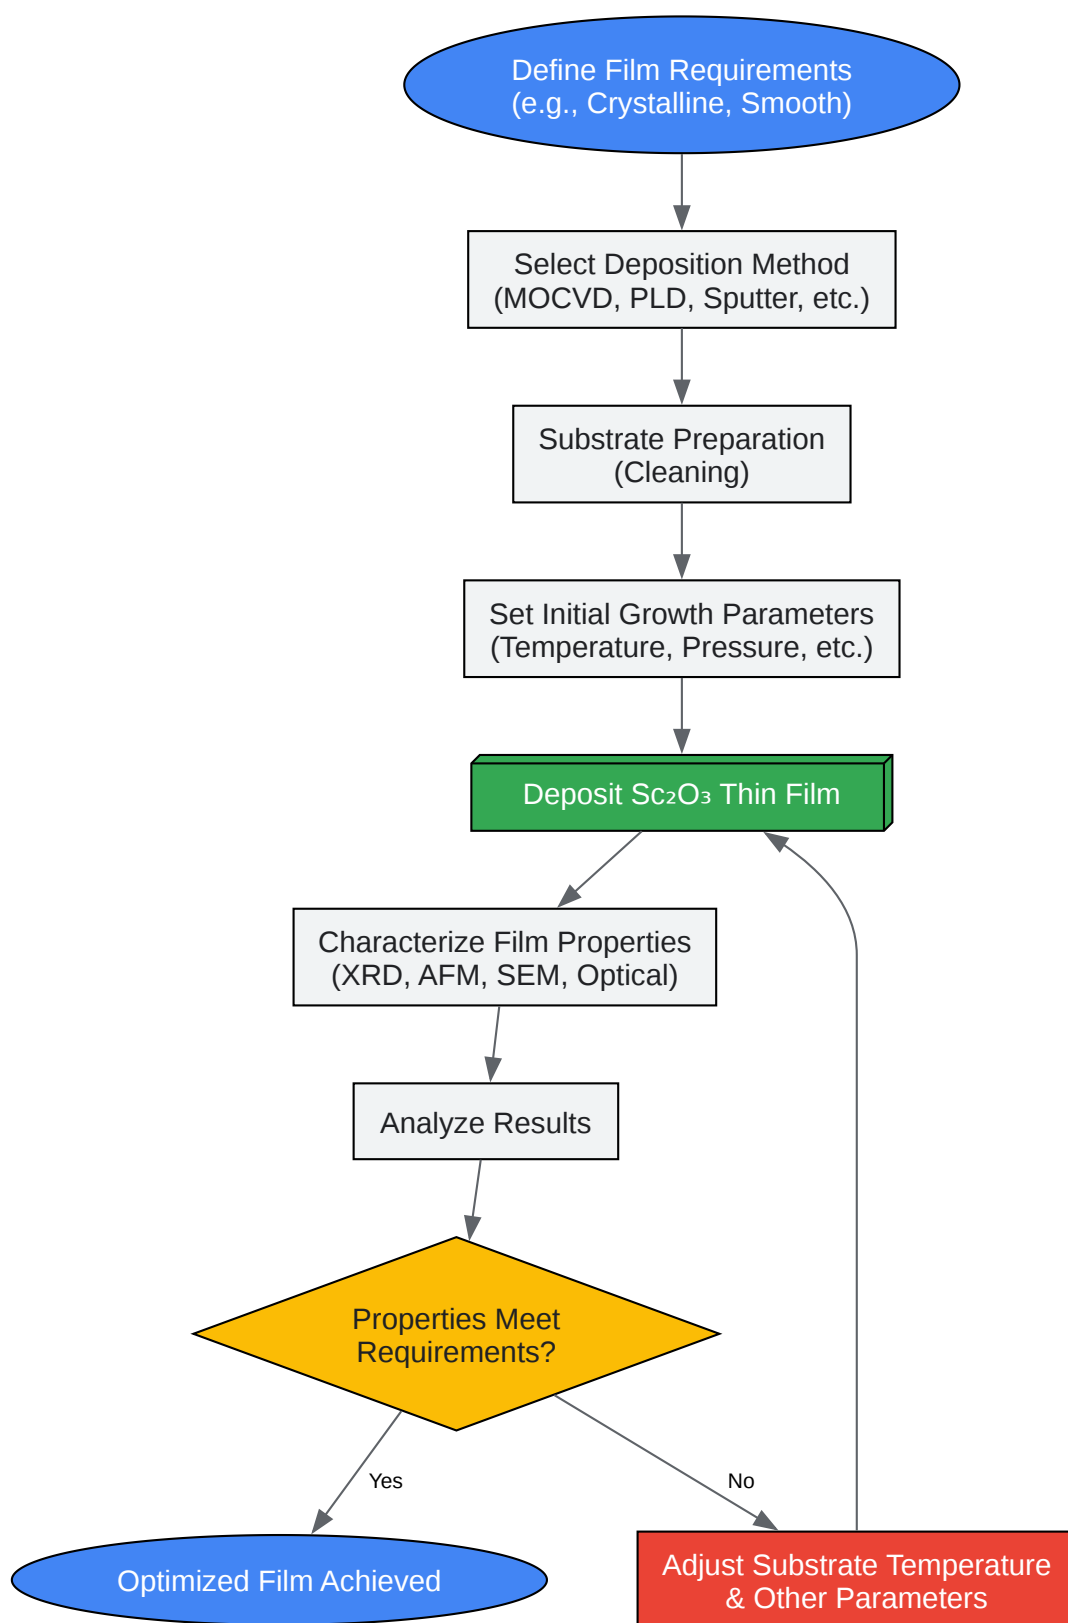 Define Film Requirements
(e.g., Crystalline, Smooth)
Select Deposition Method
(MOCVD, PLD, Sputter, etc.)
Substrate Preparation
(Cleaning)
Set Initial Growth Parameters
(Temperature, Pressure, etc.)
Deposit Sc₂O₃ Thin Film
Characterize Film Properties
(XRD, AFM, SEM, Optical)
Analyze Results
Properties Meet
Requirements?
Yes
No
Optimized Film Achieved
Adjust Substrate Temperature
& Other Parameters